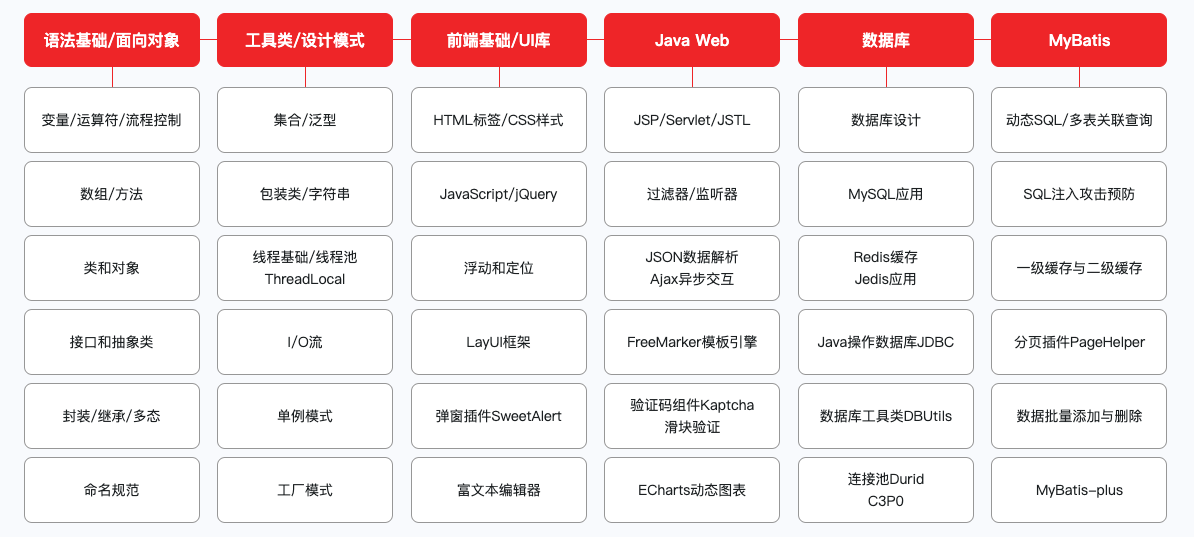 语法基础/面向对象
工具类/设计模式
前端基础/UI库
Java Web
数据库
MyBatis
变量/运算符/流程控制
集合/泛型
HTML标签/CSS样式
JSP/Servlet/JSTL
数据库设计
动态SQL/多表关联查询
数组/方法
包装类/字符串
JavaScript/jQuery
过滤器/监听器
MySQL应用
SQL注入攻击预防
类和对象
线程基础/线程池
ThreadLocal
浮动和定位
JSON数据解析
Ajax异步交互
Redis缓存
Jedis应用
一级缓存与二级缓存
接口和抽象类
I/O流
LayUI框架
FreeMarker模板引擎
Java操作数据库JDBC
分页插件PageHelper
封装/继承/多态
单例模式
弹窗插件SweetAlert
验证码组件Kaptcha
滑块验证
数据库工具类DBUtils
数据批量添加与删除
命名规范
工厂模式
富文本编辑器
ECharts动态图表
连接池Durid
C3P0
MyBatis-plus